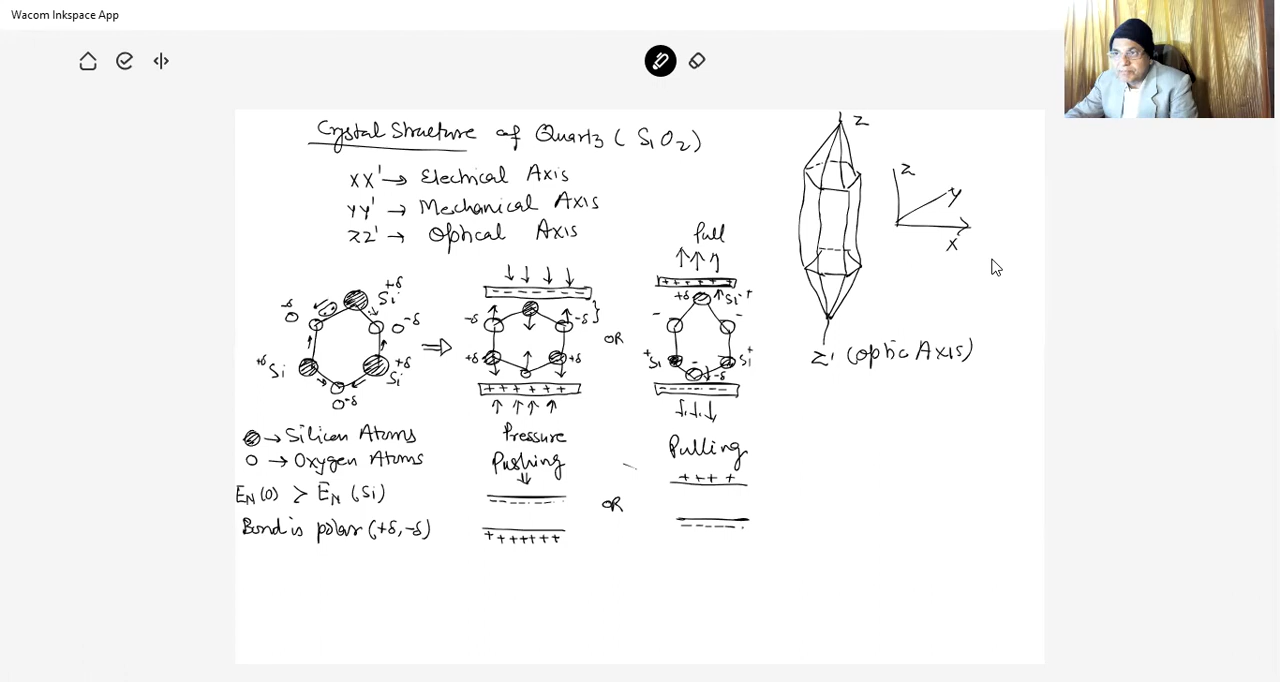 Wacom Inkspace App
Crystal Structure of Quartz (SiO2)
XX' → Electrical Axis
YY' → Mechanical Axis
ZZ' → Optical Axis
Z
Z
Y
X
Z' (Optic Axis)
+δ
Si
-δ
O
O-δ
+δ
Si
+δ
Si
O-δ
⇒
↓ ↓ ↓ ↓
- - - - - - -
-δ
-δ
+δ
+δ
+ + + + + + +
↑ ↑ ↑ ↑
Pressure
Pushing
OR
Pull
↑ ↑ ↑
+ + + + + +
+δ
Si+
-
-
+
Si
+
Si
-
-δ
- - - - - -
↓ ↓ ↓
Pulling
→ Silicon Atoms
O → Oxygen Atoms
EN (O) > EN (Si)
Bond is polar (+δ, -δ)
- - - - - - -
+ + + + + + +
OR
+ + + +
- - - - - -